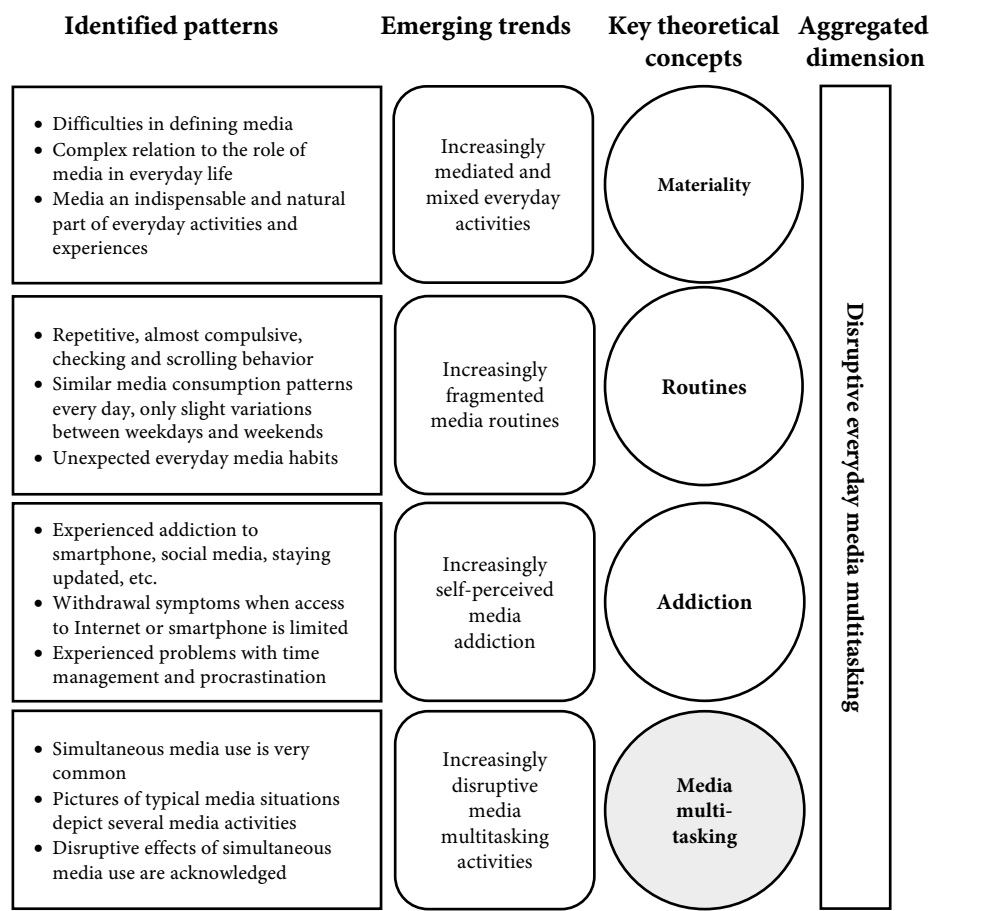 Identified patterns
Emerging trends
Key theoretical
concepts
Aggregated
dimension
• Difficulties in defining media
• Complex relation to the role of
media in everyday life
• Media an indispensable and natural
part of everyday activities and
experiences
Increasingly
mediated and
mixed everyday
activities
Materiality
• Repetitive, almost compulsive,
checking and scrolling behavior
• Similar media consumption patterns
every day, only slight variations
between weekdays and weekends
• Unexpected everyday media habits
Increasingly
fragmented
media routines
Routines
• Experienced addiction to
smartphone, social media, staying
updated, etc.
• Withdrawal symptoms when access
to Internet or smartphone is limited
• Experienced problems with time
management and procrastination
Increasingly
self-perceived
media
addiction
Addiction
• Simultaneous media use is very
common
• Pictures of typical media situations
depict several media activities
• Disruptive effects of simultaneous
media use are acknowledged
Increasingly
disruptive
media
multitasking
activities
Media
multi-
tasking
Disruptive everyday media multitasking